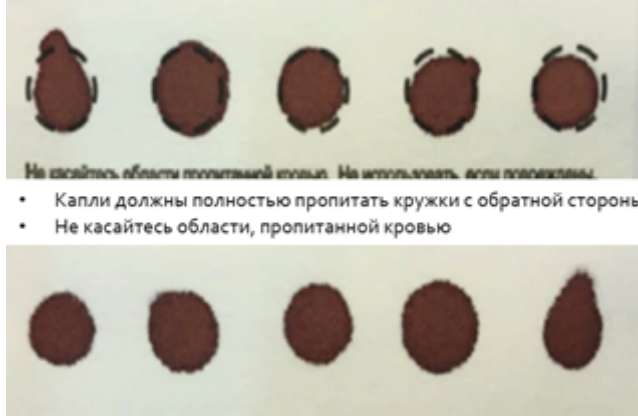 Не касайтесь области пропитанной кровью. Не использовать, если повреждены.
• Капли должны полностью пропитать кружки с обратной стороны
• Не касайтесь области, пропитанной кровью